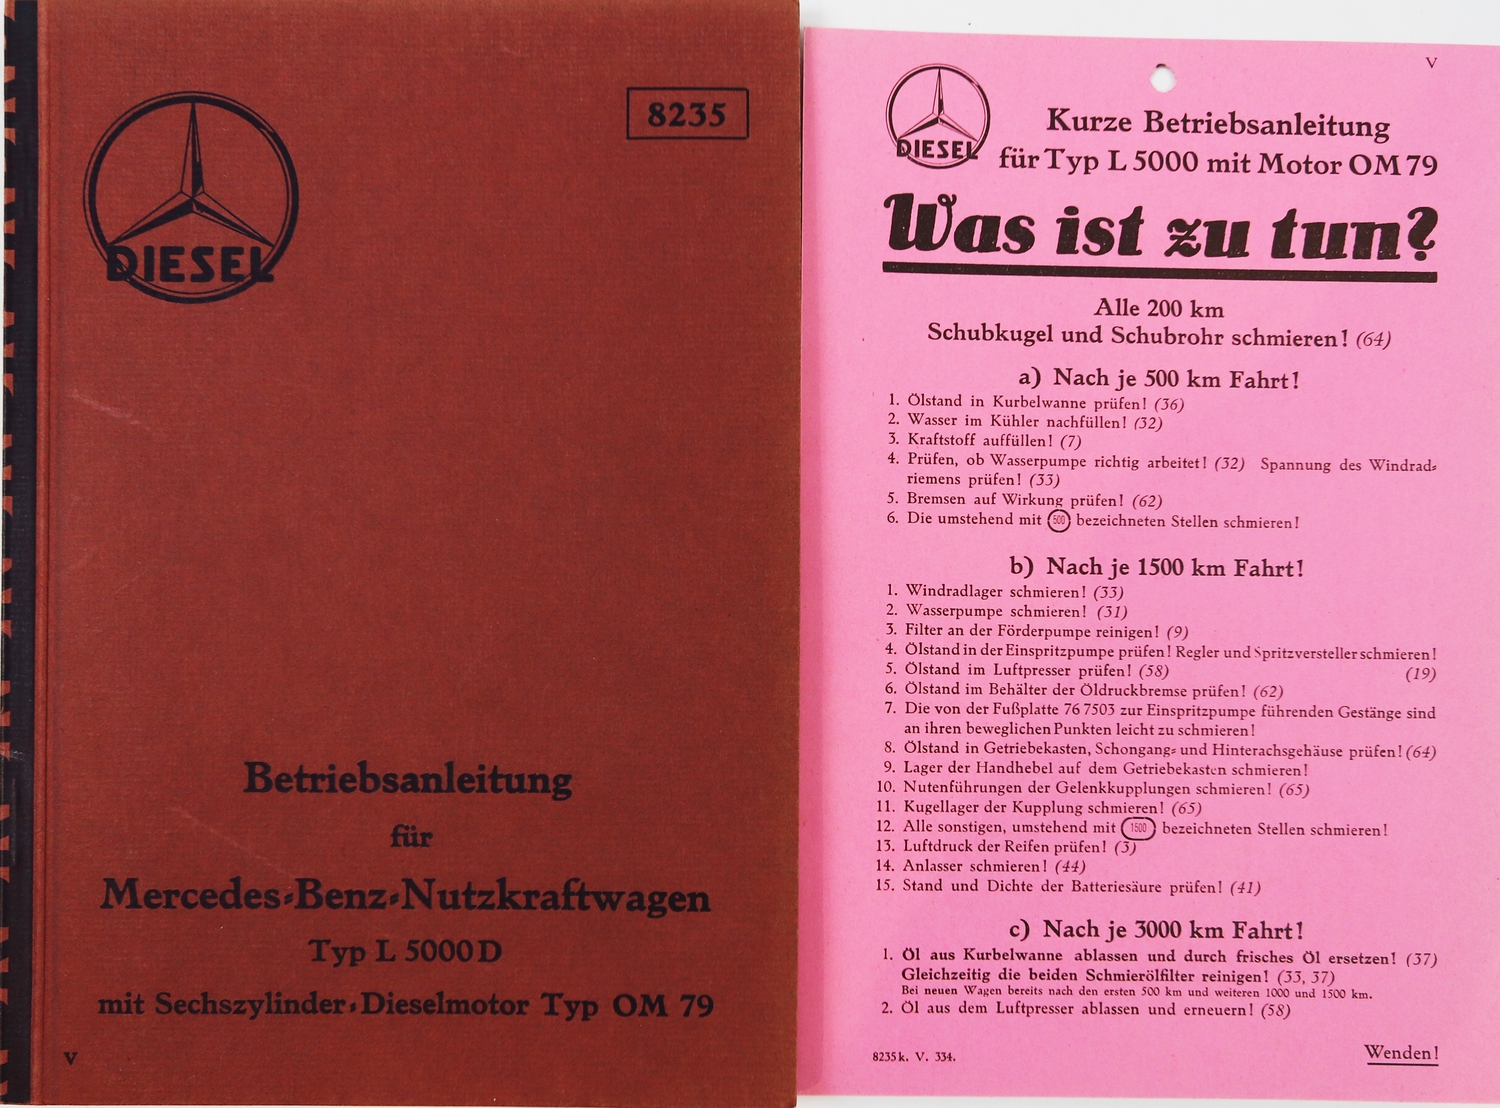 DIESEL
8235
Betriebsanleitung
für
Mercedes-Benz-Nutzkraftwagen
Typ L 5000 D
mit Sechszylinder-Dieselmotor Typ OM 79
V
V
DIESEL
Kurze Betriebsanleitung
für Typ L 5000 mit Motor OM 79
Was ist zu tun?
Alle 200 km
Schubkugel und Schubrohr schmieren! (64)
a) Nach je 500 km Fahrt!
1. Ölstand in Kurbelwanne prüfen! (36)
2. Wasser im Kühler nachfüllen! (32)
3. Kraftstoff auffüllen! (7)
4. Prüfen, ob Wasserpumpe richtig arbeitet! (32) Spannung des Windrad-
riemens prüfen! (33)
5. Bremsen auf Wirkung prüfen! (62)
6. Die umstehend mit 500 bezeichneten Stellen schmieren!
b) Nach je 1500 km Fahrt!
1. Windradlager schmieren! (33)
2. Wasserpumpe schmieren! (31)
3. Filter an der Förderpumpe reinigen! (9)
4. Ölstand in der Einspritzpumpe prüfen! Regler und Spritzversteller schmieren!
5. Ölstand im Luftpresser prüfen! (58) (19)
6. Ölstand im Behälter der Öldruckbremse prüfen! (62)
7. Die von der Fußplatte 76 7503 zur Einspritzpumpe führenden Gestänge sind
an ihren beweglichen Punkten leicht zu schmieren!
8. Ölstand in Getriebekasten, Schongang- und Hinterachsgehäuse prüfen! (64)
9. Lager der Handhebel auf dem Getriebekasten schmieren!
10. Nutenführungen der Gelenkkupplungen schmieren! (65)
11. Kugellager der Kupplung schmieren! (65)
12. Alle sonstigen, umstehend mit 1500 bezeichneten Stellen schmieren!
13. Luftdruck der Reifen prüfen! (3)
14. Anlasser schmieren! (44)
15. Stand und Dichte der Batteriesäure prüfen! (41)
c) Nach je 3000 km Fahrt!
1. Öl aus Kurbelwanne ablassen und durch frisches Öl ersetzen! (37)
Gleichzeitig die beiden Schmierölfilter reinigen! (33, 37)
Bei neuen Wagen bereits nach den ersten 500 km und weiteren 1000 und 1500 km.
2. Öl aus dem Luftpresser ablassen und erneuern! (58)
8235 k. V. 334.
Wenden!